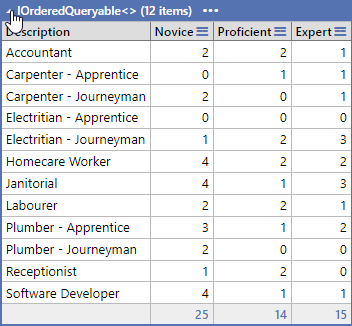 IOrderedQueryable<> (12 items) •••
Description Novice Proficient Expert
Accountant 2 2 1
Carpenter - Apprentice 0 1 1
Carpenter - Journeyman 2 0 1
Electritian - Apprentice 0 0 0
Electritian - Journeyman 1 2 3
Homecare Worker 4 2 2
Janitorial 4 1 3
Labourer 2 2 1
Plumber - Apprentice 3 1 2
Plumber - Journeyman 2 0 0
Receptionist 1 2 0
Software Developer 4 1 1
25 14 15